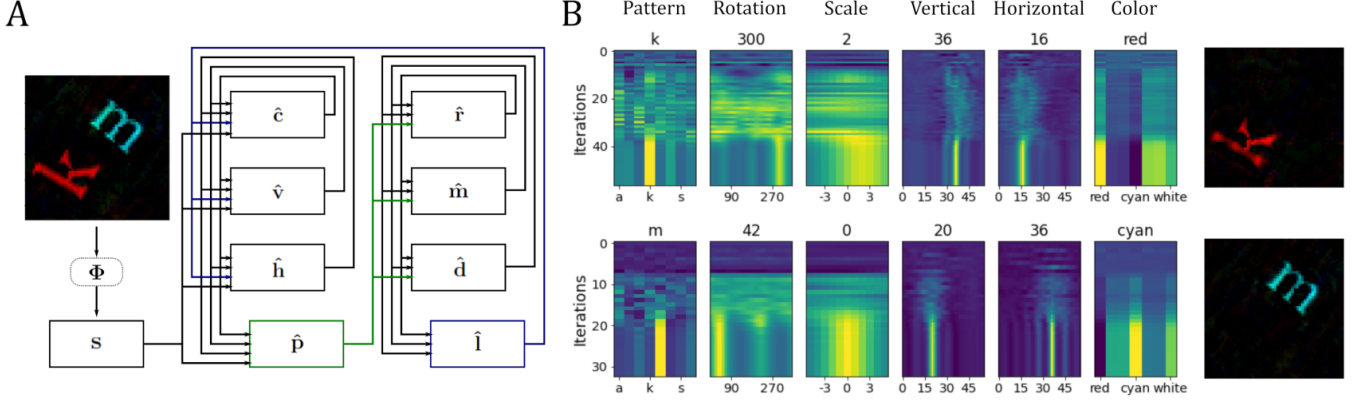 A
k
m
Φ
s
ĉ
v̂
ĥ
p̂
r̂
m̂
d̂
l̂
B
Pattern Rotation Scale Vertical Horizontal Color
k 300 2 36 16 red
Iterations
0
20
40
a k s 90 270 -3 0 3 0 15 30 45 0 15 30 45 red cyan white
k
m 42 0 20 36 cyan
Iterations
0
10
20
30
a k s 90 270 -3 0 3 0 15 30 45 0 15 30 45 red cyan white
m